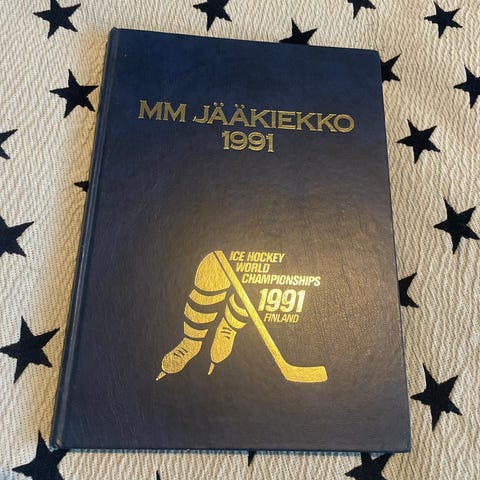 MM JÄÄKIEKKO
1991
ICE HOCKEY
WORLD
CHAMPIONSHIPS
1991
FINLAND